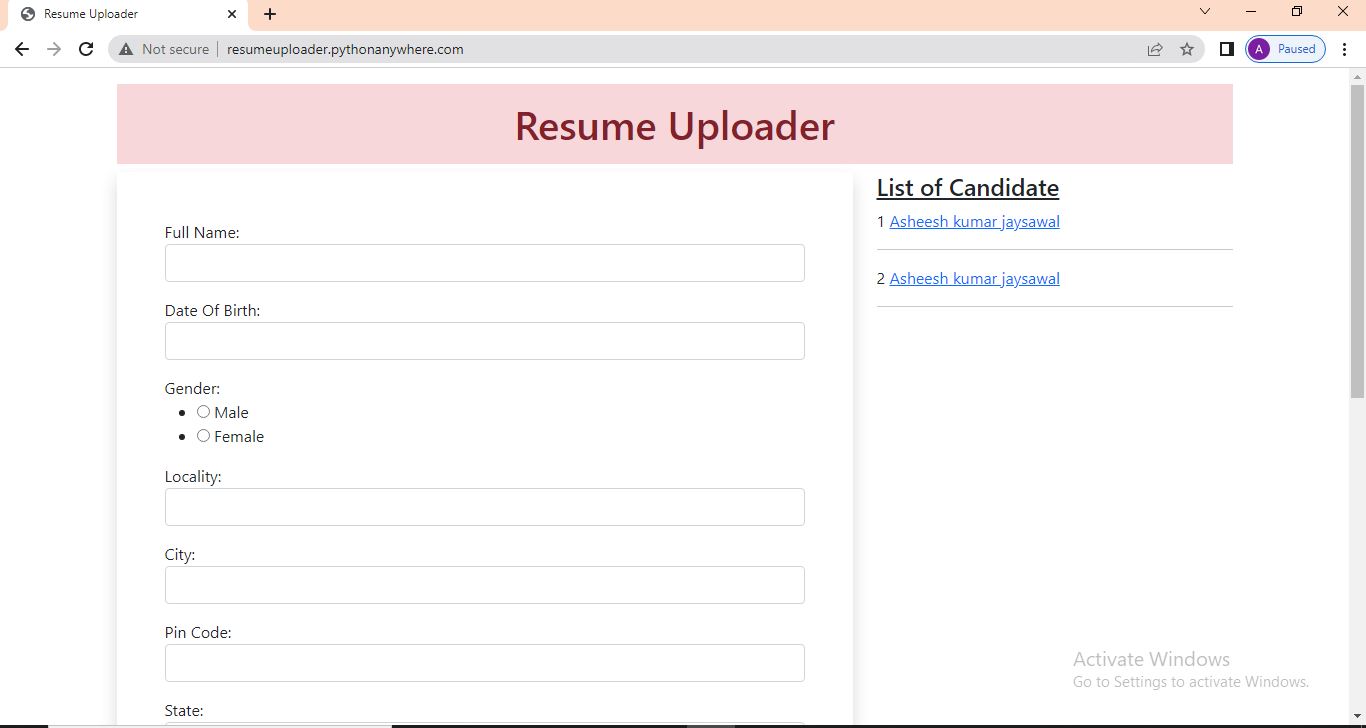 Resume Uploader
Not secure
resumeuploader.pythonanywhere.com
A
Paused
Resume Uploader
Full Name:
Date Of Birth:
Gender:
Male
Female
Locality:
City:
Pin Code:
State:
List of Candidate
1 Asheesh kumar jaysawal
2 Asheesh kumar jaysawal
Activate Windows
Go to Settings to activate Windows.